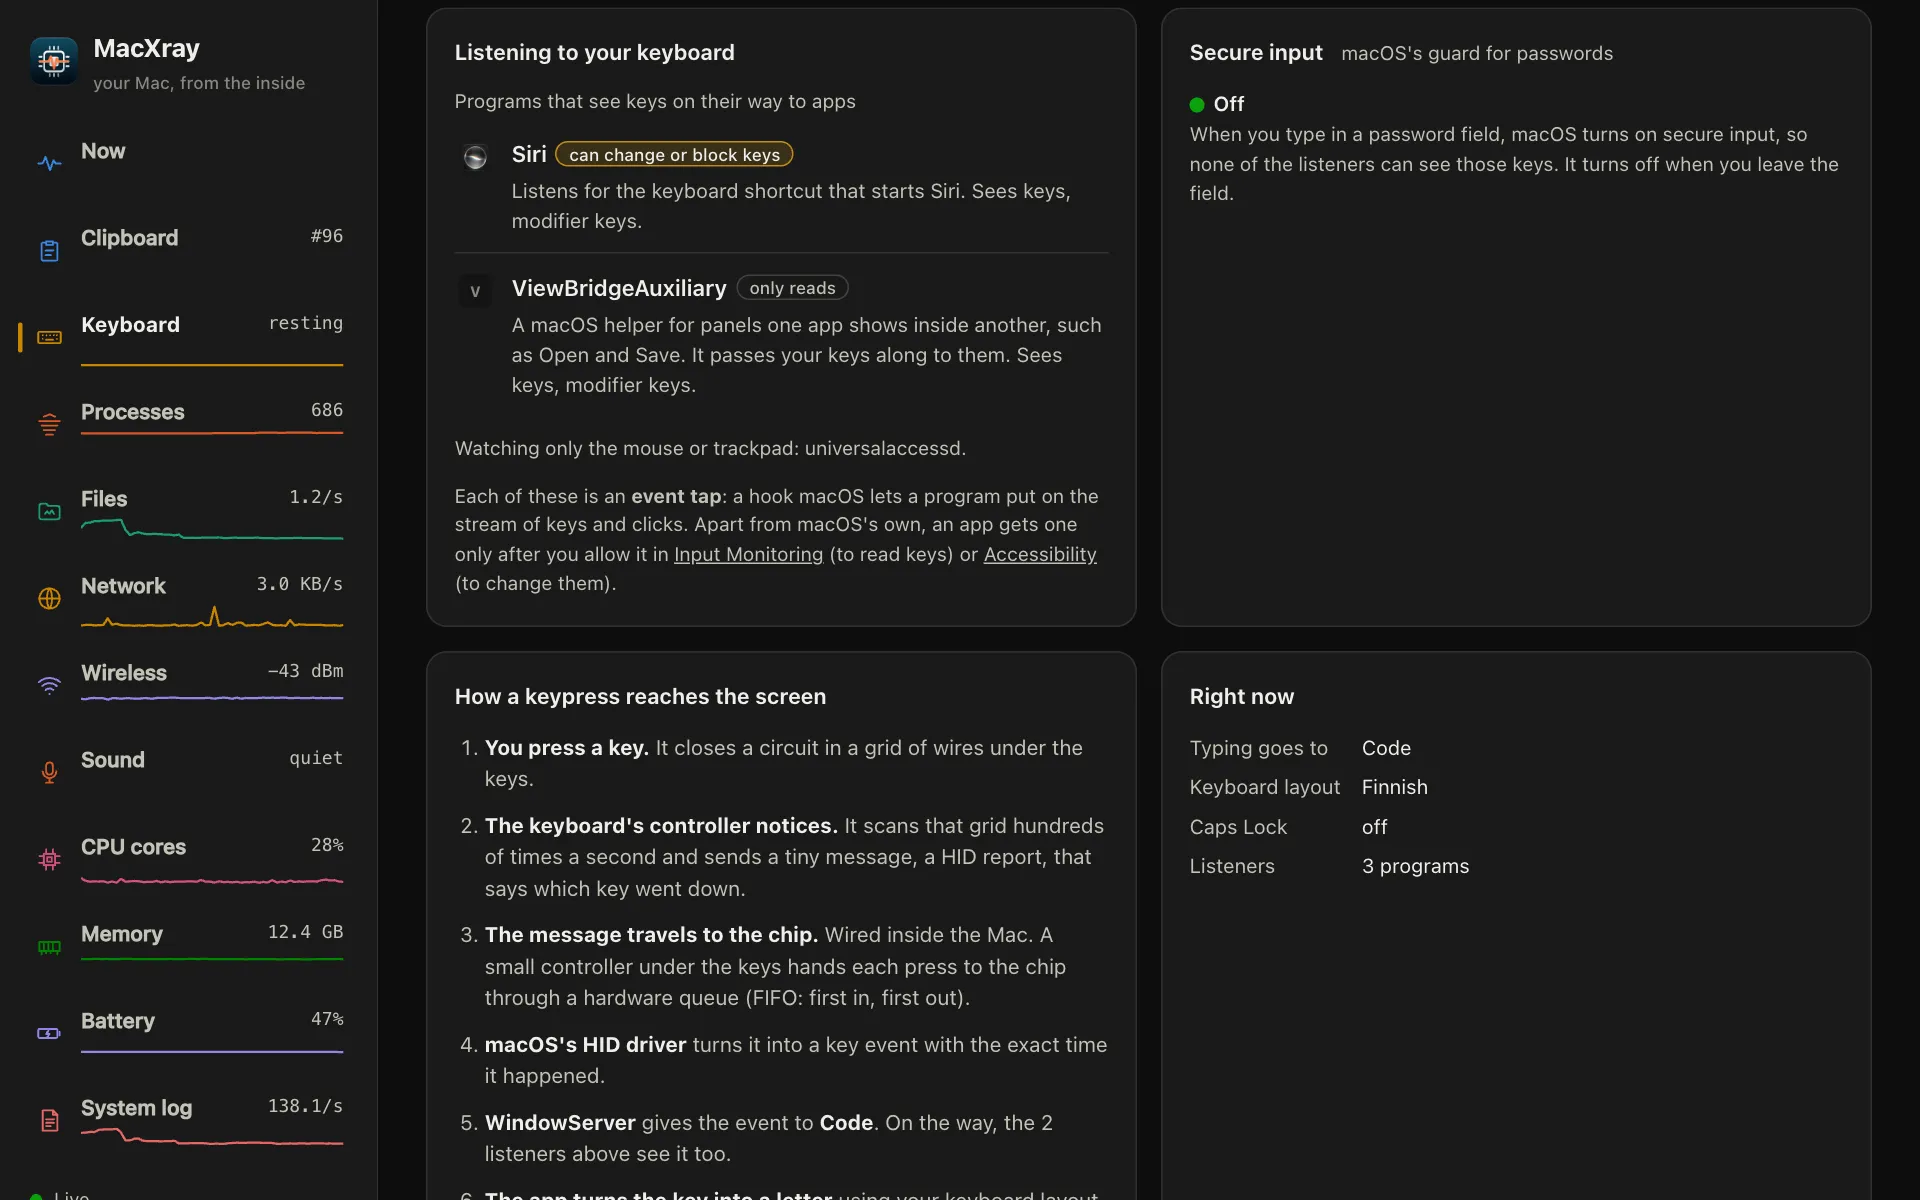 MacXray
your Mac, from the inside
Now
Clipboard #96
Keyboard resting
Processes 686
Files 1.2/s
Network 3.0 KB/s
Wireless −43 dBm
Sound quiet
CPU cores 28%
Memory 12.4 GB
Battery 47%
System log 138.1/s
Live
Listening to your keyboard
Programs that see keys on their way to apps
Siri can change or block keys
Listens for the keyboard shortcut that starts Siri. Sees keys,
modifier keys.
V
ViewBridgeAuxiliary only reads
A macOS helper for panels one app shows inside another, such
as Open and Save. It passes your keys along to them. Sees
keys, modifier keys.
Watching only the mouse or trackpad: universalaccessd.
Each of these is an event tap: a hook macOS lets a program put on the
stream of keys and clicks. Apart from macOS's own, an app gets one
only after you allow it in Input Monitoring (to read keys) or Accessibility
(to change them).
Secure input macOS's guard for passwords
Off
When you type in a password field, macOS turns on secure input, so
none of the listeners can see those keys. It turns off when you leave the
field.
How a keypress reaches the screen
1. You press a key. It closes a circuit in a grid of wires under the
keys.
2. The keyboard's controller notices. It scans that grid hundreds
of times a second and sends a tiny message, a HID report, that
says which key went down.
3. The message travels to the chip. Wired inside the Mac. A
small controller under the keys hands each press to the chip
through a hardware queue (FIFO: first in, first out).
4. macOS's HID driver turns it into a key event with the exact time
it happened.
5. WindowServer gives the event to Code. On the way, the 2
listeners above see it too.
6. The app turns the key into a letter using your keyboard layout
Right now
Typing goes to Code
Keyboard layout Finnish
Caps Lock off
Listeners 3 programs